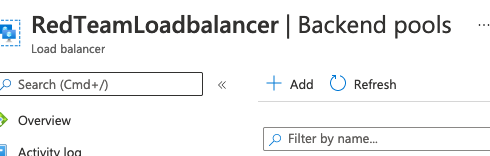 RedTeamLoadbalancer | Backend pools ...
Load balancer
Search (Cmd+/) «
+ Add Refresh
Overview
Filter by name...
Activity log